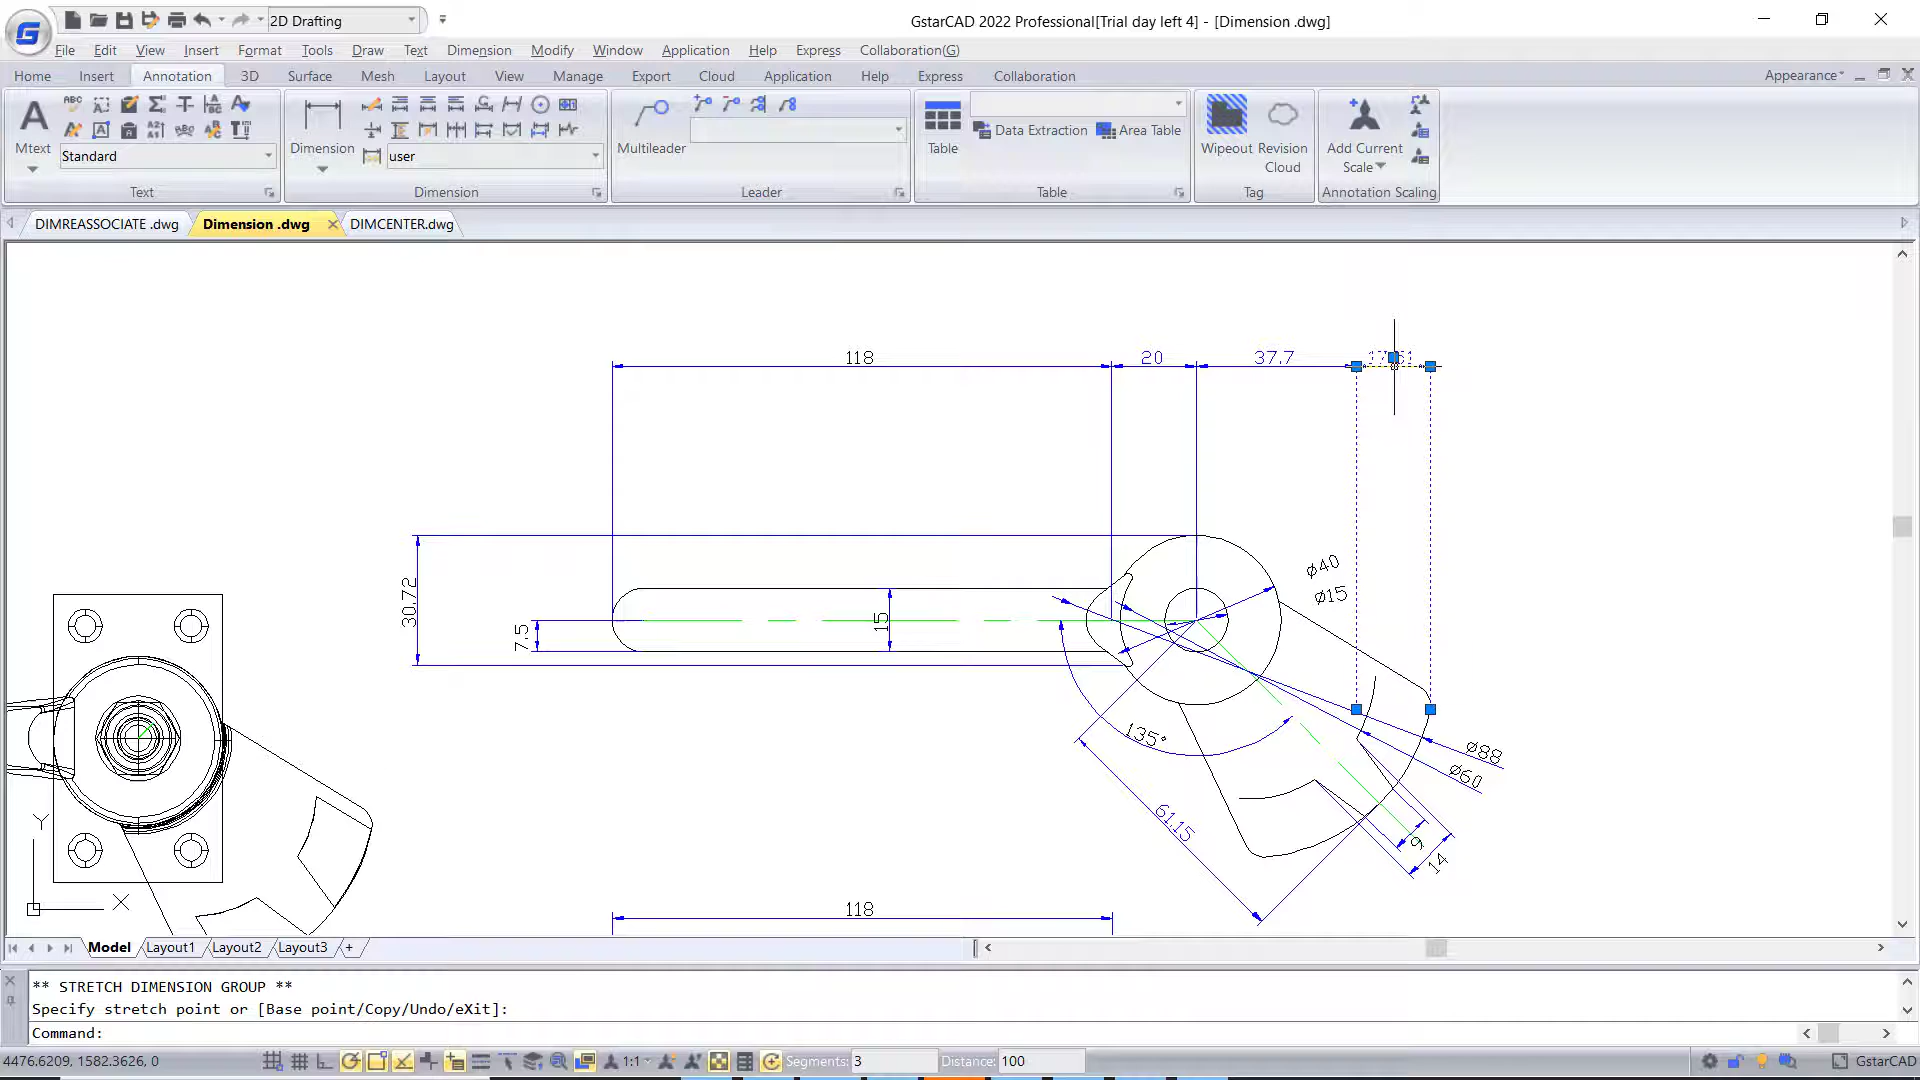 2D Drafting
GstarCAD 2022 Professional[Trial day left 4] - [Dimension .dwg]
File Edit View Insert Format Tools Draw Text Dimension Modify Window Application Help Express Collaboration(G)
Home Insert Annotation 3D Surface Mesh Layout View Manage Export Cloud Application Help Express Collaboration Appearance
Mtext
Standard
Text
Dimension
user
Dimension
Multileader
Leader
Table
Data Extraction
Area Table
Table
Wipeout
Revision
Cloud
Tag
Add Current
Scale
Annotation Scaling
DIMREASSOCIATE .dwg Dimension .dwg DIMCENTER.dwg
118 20 37.7
30.72
7.5
15
ø40
ø15
135°
ø88
ø60
61.15
9
14
118
Y
X
Model Layout1 Layout2 Layout3 +
** STRETCH DIMENSION GROUP **
Specify stretch point or [Base point/Copy/Undo/eXit]:
Command:
4476.6209, 1582.3626, 0
1:1
Segments: 3
Distance: 100
GstarCAD